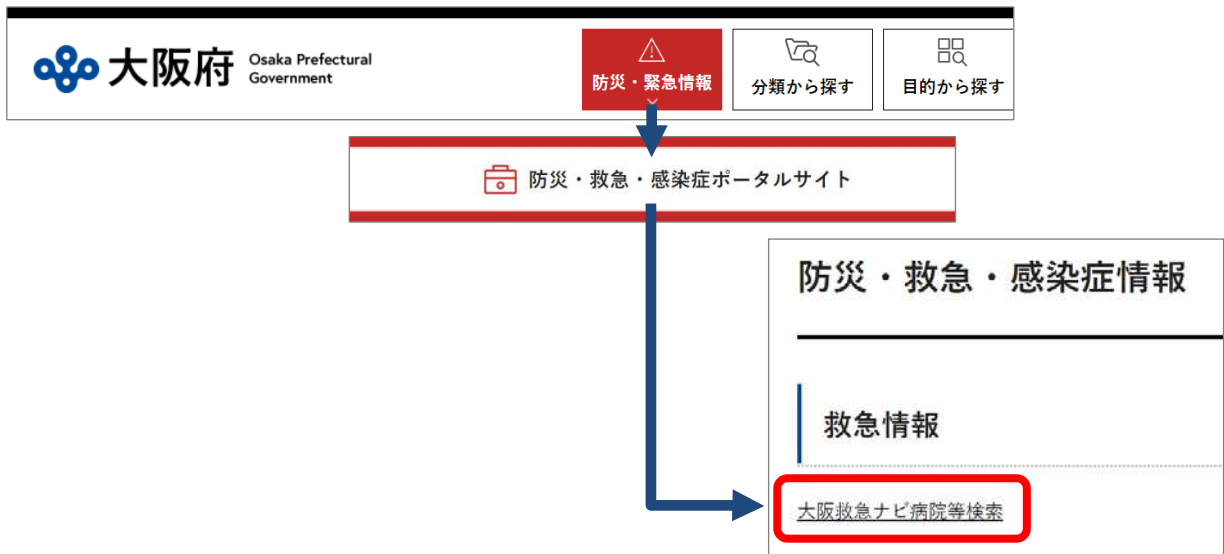 大阪府
Osaka Prefectural
Government
防災・緊急情報
分類から探す
目的から探す
防災・救急・感染症ポータルサイト
防災・救急・感染症情報
救急情報
大阪救急ナビ病院等検索